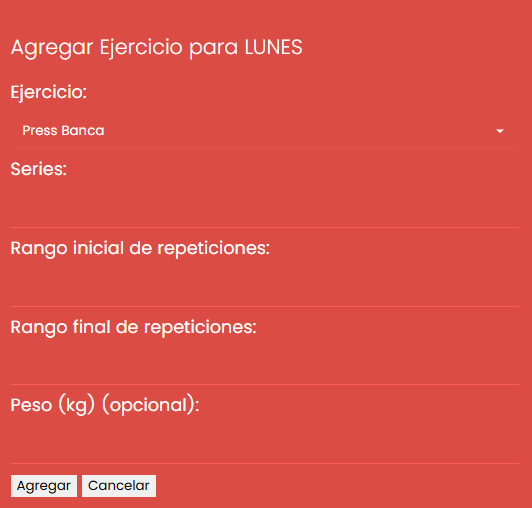 Agregar Ejercicio para LUNES
Ejercicio:
Press Banca
Series:
Rango inicial de repeticiones:
Rango final de repeticiones:
Peso (kg) (opcional):
Agregar Cancelar